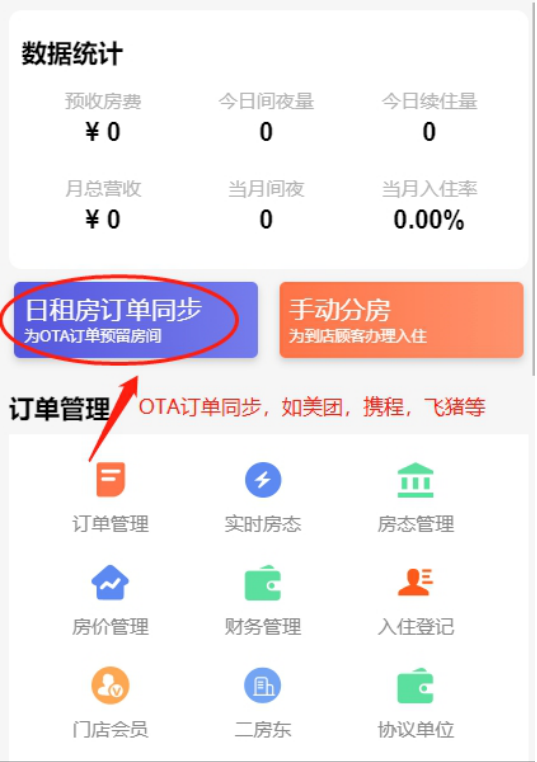 数据统计
预收房费 今日间夜量 今日续住量
¥ 0 0 0
月总营收 当月间夜 当月入住率
¥ 0 0 0.00%
日租房订单同步 手动分房
为OTA订单预留房间 为到店顾客办理入住
订单管理 OTA订单同步，如美团，携程，飞猪等
订单管理 实时房态 房态管理
房价管理 财务管理 入住登记
门店会员 二房东 协议单位